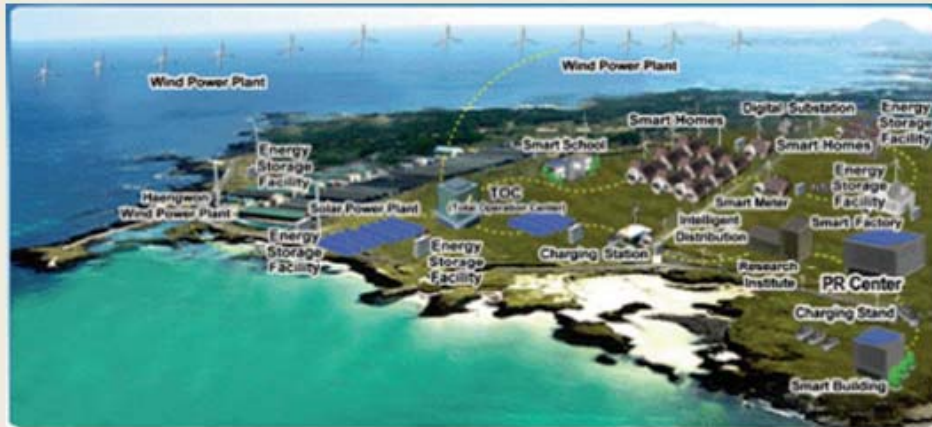 Wind Power Plant
Wind Power Plant
Digital Substation
Energy
Storage
Facility
Smart Homes
Smart Homes
Smart School
Energy
Storage
Facility
Energy
Storage
Facility
Haengwon
Wind Power Plant
Solar Power Plant
TOC
(Total Operation Center)
Smart Meter
Smart Factory
Intelligent
Distribution
Energy
Storage
Facility
Energy
Storage
Facility
Charging Station
Research
Institute
PR Center
Charging Stand
Smart Building